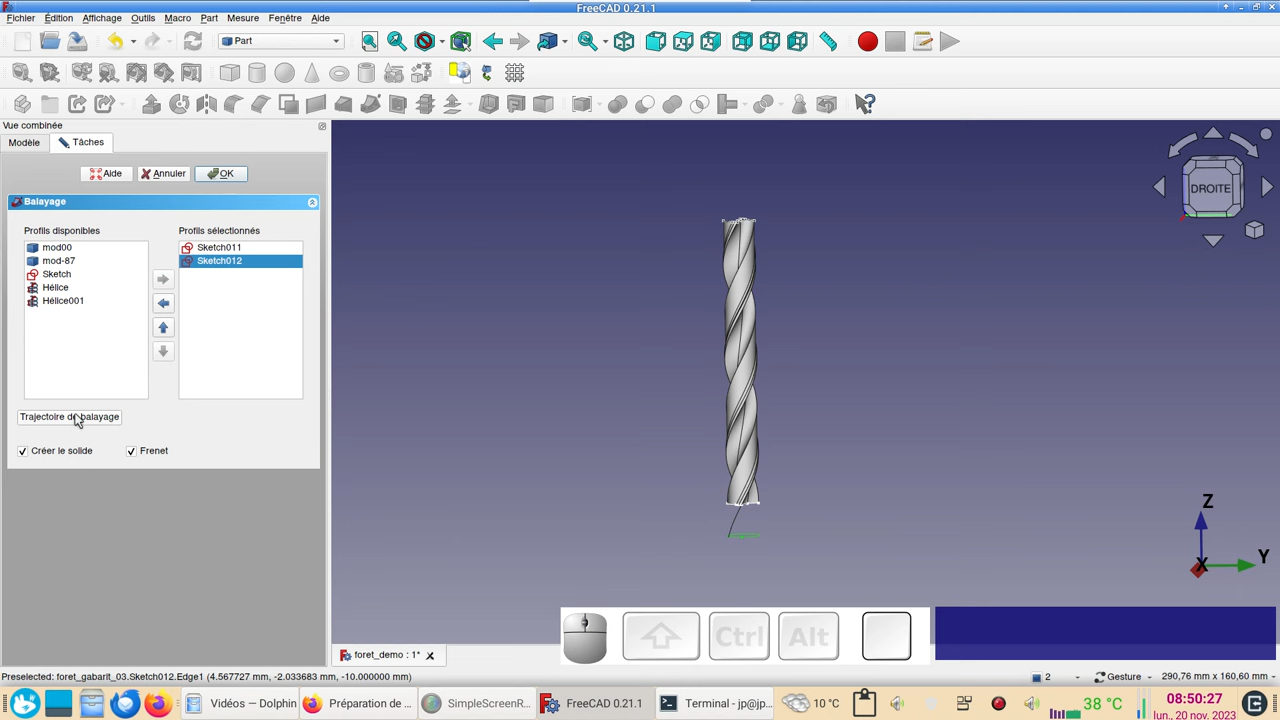 FreeCAD 0.21.1
Fichier Édition Affichage Outils Macro Part Mesure Fenêtre Aide
Part
Vue combinée
Modèle Tâches
Aide Annuler OK
Balayage
Profils disponibles Profils sélectionnés
mod00 Sketch011
mod-87 Sketch012
Sketch
Hélice
Hélice001
Trajectoire de balayage
Créer le solide Frenet
DROITE
Z
Y
X
Ctrl Alt
foret_demo : 1*
Preselected: foret_gabarit_03.Sketch012.Edge1 (4.567727 mm, -2.033683 mm, -10.000000 mm) 2 Gesture 290,76 mm x 160,60 mm
Vidéos — Dolphin Préparation de ... SimpleScreenR... FreeCAD 0.21.1 Terminal - jp@jp... 10 °C 38 °C 08:50:27
lun., 20 nov. 2023